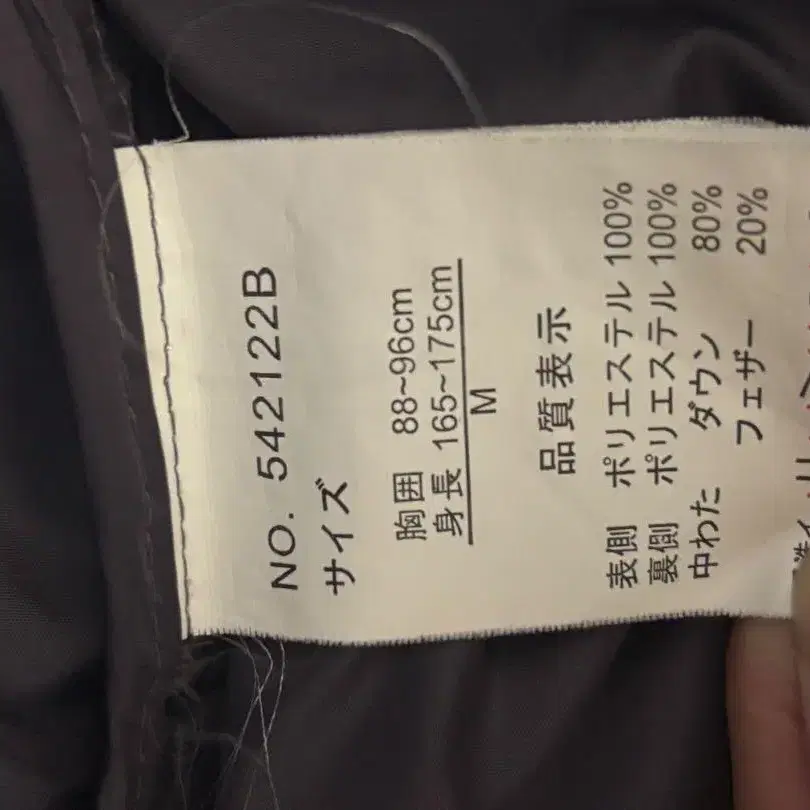 NO. 542122B
サイズ
胸囲 88~96cm
身長 165~175cm
M
品質表示
表側 ポリエステル 100%
裏側 ポリエステル 100%
中わた ダウン 80%
フェザー 20%